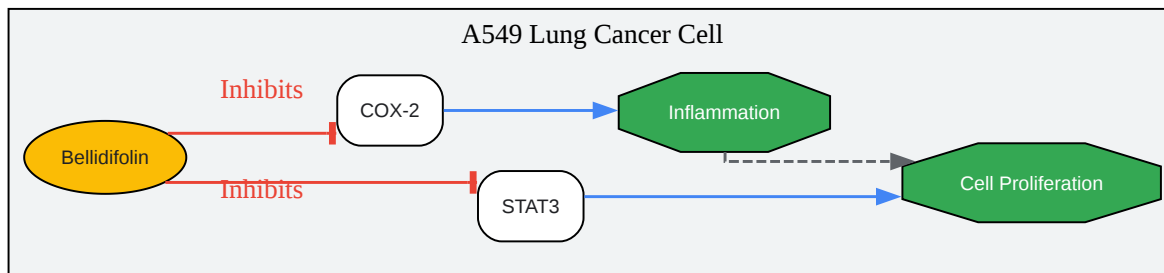 A549 Lung Cancer Cell
Inhibits
COX-2
Inflammation
Bellidifolin
Cell Proliferation
Inhibits
STAT3